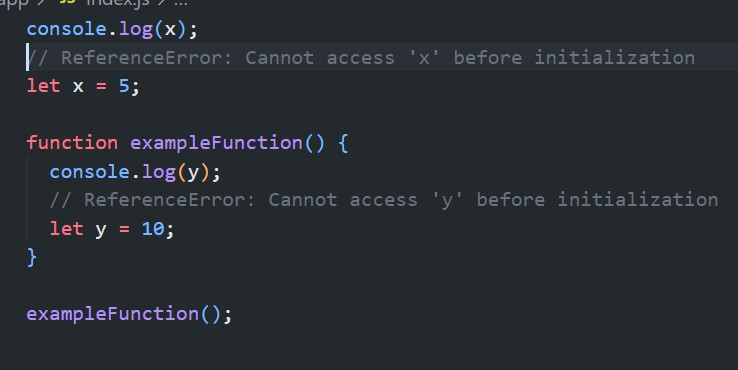 app > JS index.js > ...
console.log(x);
// ReferenceError: Cannot access 'x' before initialization
let x = 5;
function exampleFunction() {
console.log(y);
// ReferenceError: Cannot access 'y' before initialization
let y = 10;
}
exampleFunction();